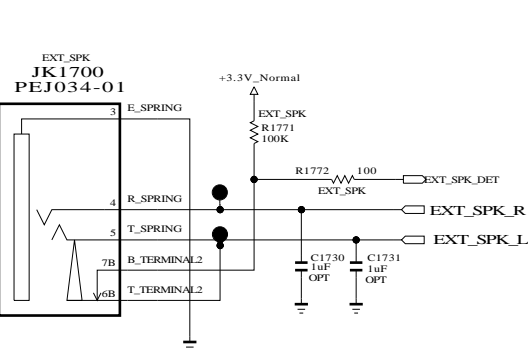 EXT_SPK
JK1700
PEJ034-01
+3.3V_Normal
3 E_SPRING
EXT_SPK
R1771
100K
R1772 100
EXT_SPK_DET
EXT_SPK
4 R_SPRING
EXT_SPK_R
5 T_SPRING
EXT_SPK_L
7B B_TERMINAL2
C1730
1uF
OPT
C1731
1uF
OPT
6B T_TERMINAL2